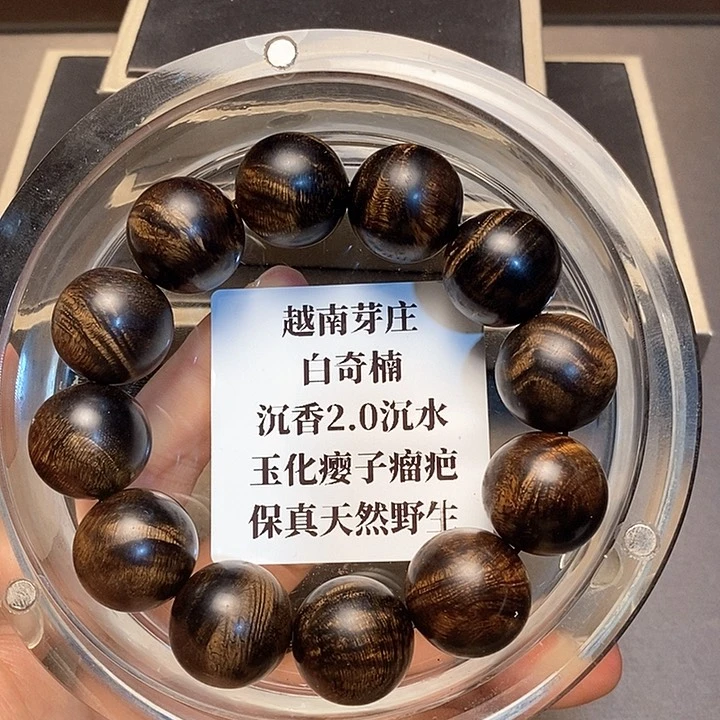 越南芽庄
白奇楠
沉香2.0沉水
玉化瘿子瘤疤
保真天然野生